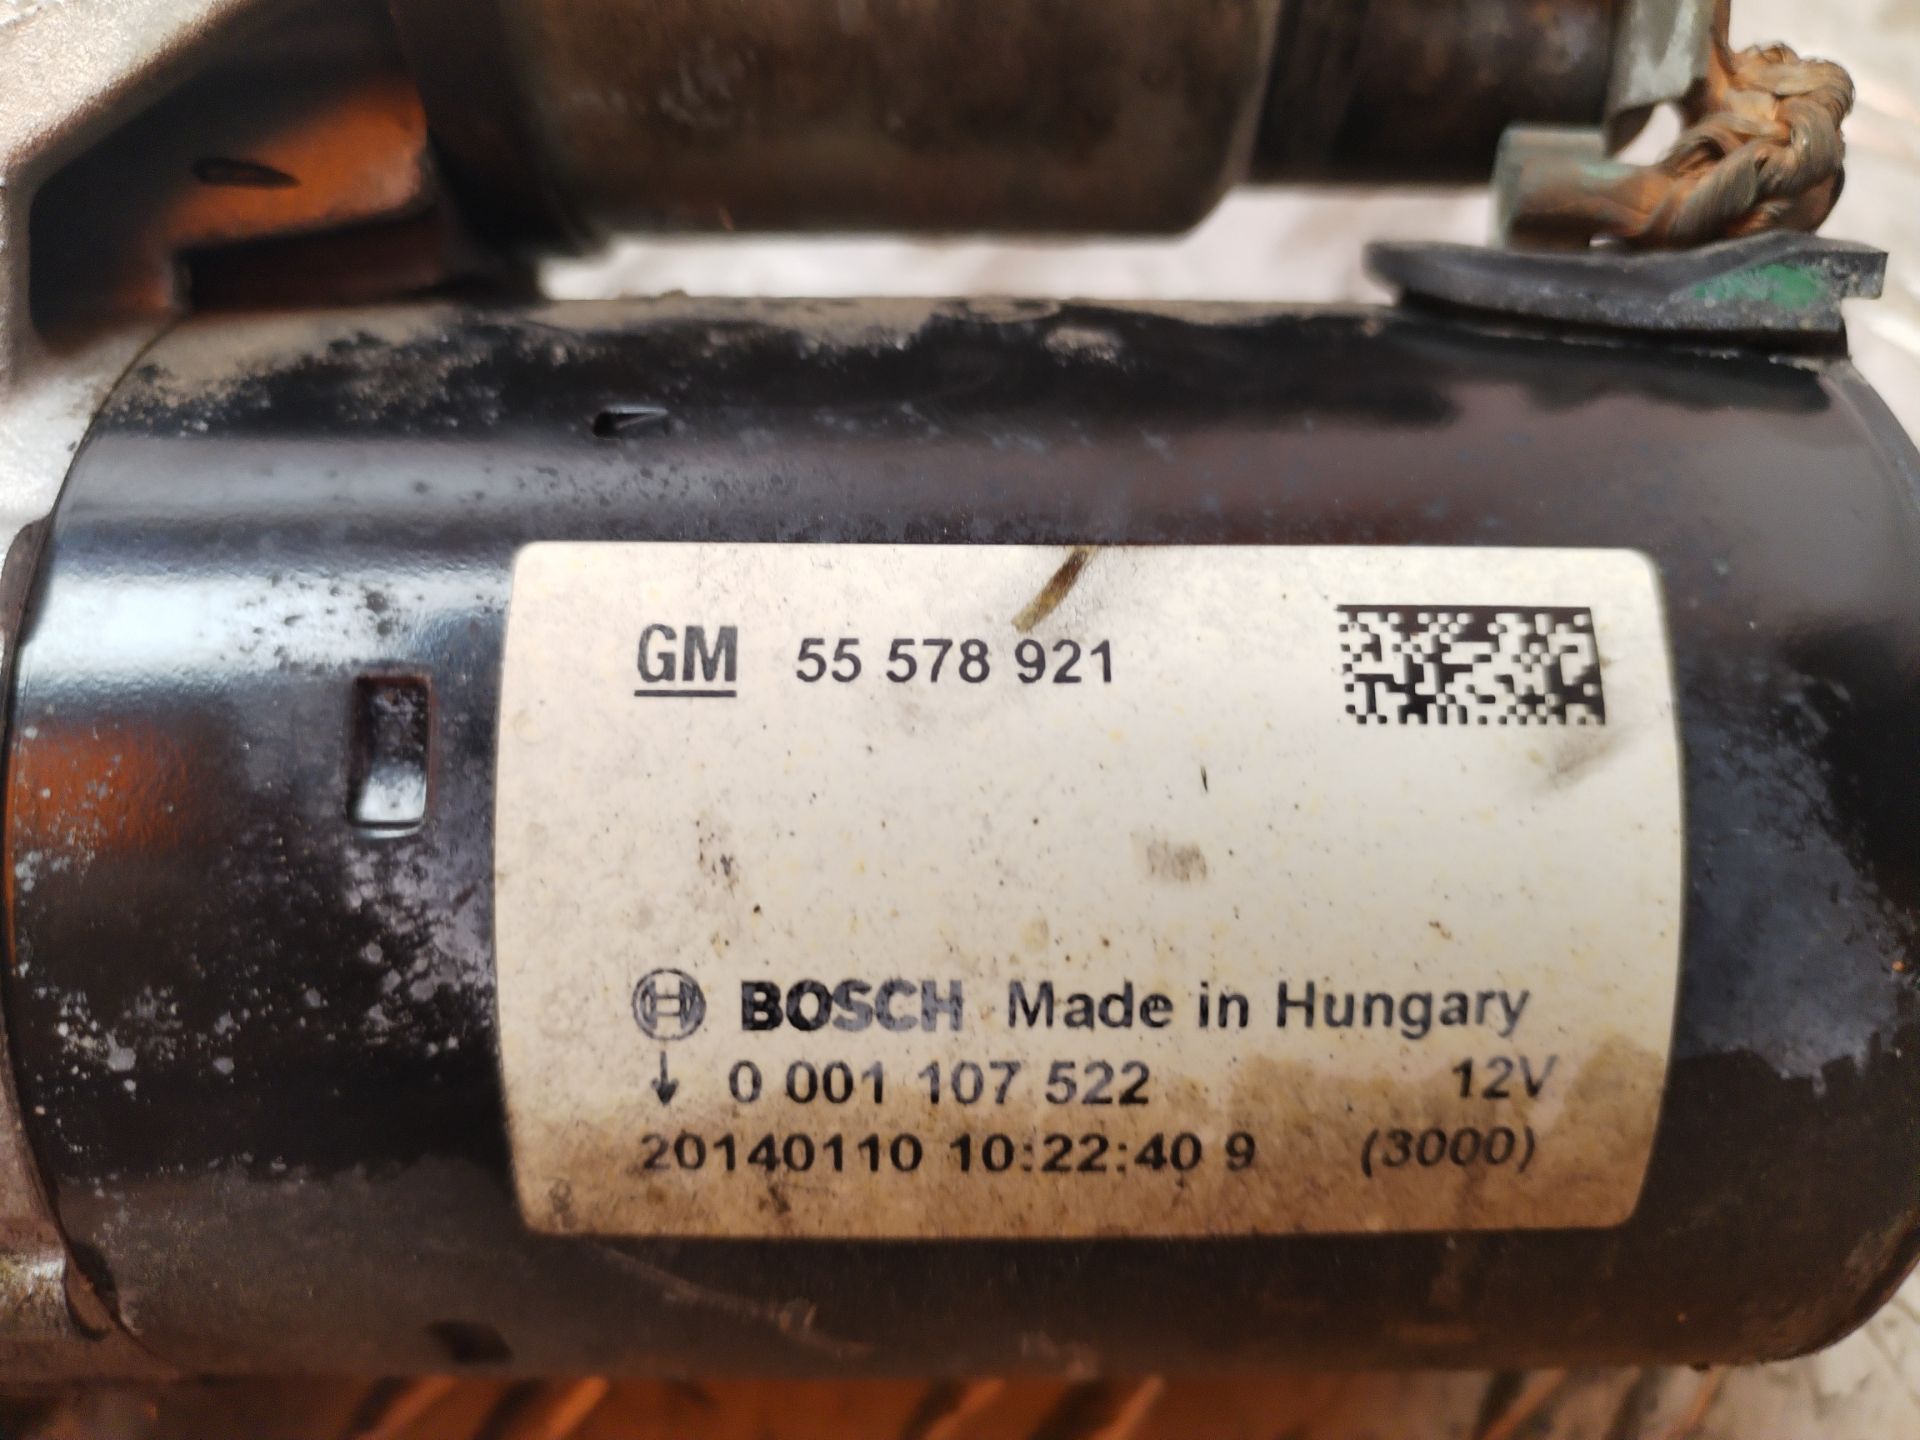 GM 55 578 921
BOSCH Made in Hungary
↓ 0 001 107 522 12V
20140110 10:22:40 9 (3000)